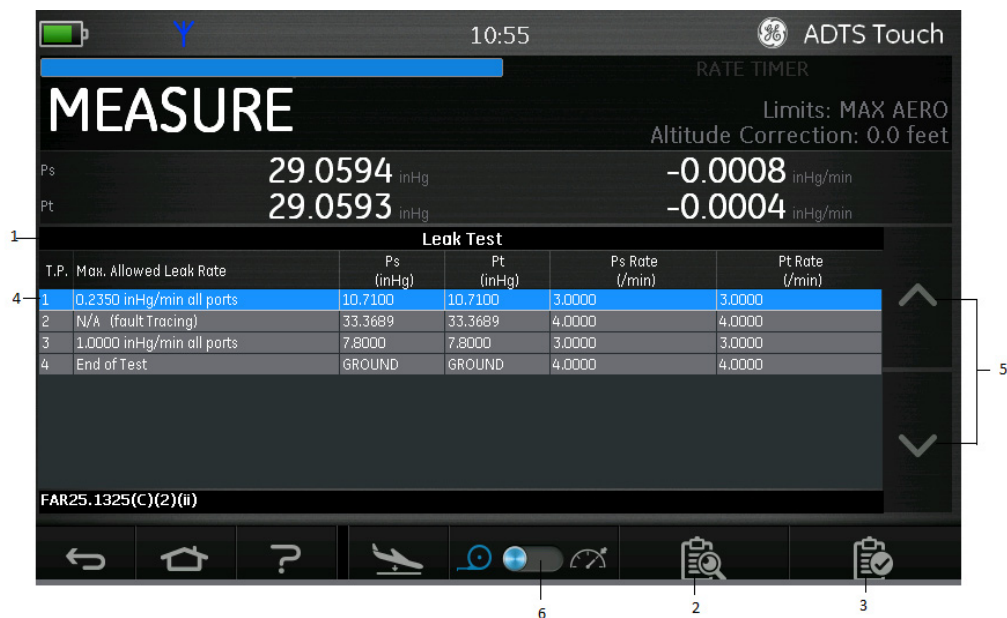 10:55
ADTS Touch
RATE TIMER
MEASURE
Limits: MAX AERO
Altitude Correction: 0.0 feet
Ps 29.0594 inHg -0.0008 inHg/min
Pt 29.0593 inHg -0.0004 inHg/min
1
Leak Test
T.P. Max. Allowed Leak Rate Ps (inHg) Pt (inHg) Ps Rate (/min) Pt Rate (/min)
4
1 0.2350 inHg/min all ports 10.7100 10.7100 3.0000 3.0000
2 N/A (fault Tracing) 33.3689 33.3689 4.0000 4.0000
3 1.0000 inHg/min all ports 7.8000 7.8000 3.0000 3.0000
4 End of Test GROUND GROUND 4.0000 4.0000
5
FAR25.1325(C)(2)(ii)
?
6
2
3